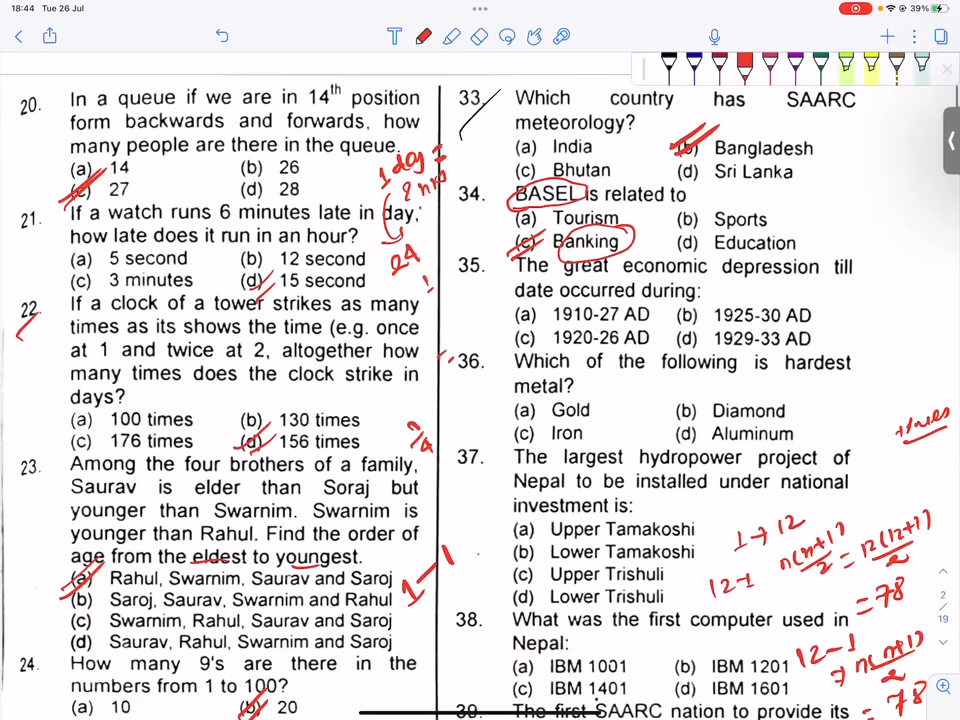 18:44 Tue 26 Jul
39%
20. In a queue if we are in 14th position
form backwards and forwards, how
many people are there in the queue.
(a) 14 (b) 26
(c) 27 (d) 28
21. If a watch runs 6 minutes late in day,
how late does it run in an hour?
(a) 5 second (b) 12 second
(c) 3 minutes (d) 15 second
22. If a clock of a tower strikes as many
times as its shows the time (e.g. once
at 1 and twice at 2, altogether how
many times does the clock strike in
days?
(a) 100 times (b) 130 times
(c) 176 times (d) 156 times
23. Among the four brothers of a family,
Saurav is elder than Soraj but
younger than Swarnim. Swarnim is
younger than Rahul. Find the order of
age from the eldest to youngest.
(a) Rahul, Swarnim, Saurav and Saroj
(b) Saroj, Saurav, Swarnim and Rahul
(c) Swarnim, Rahul, Saurav and Saroj
(d) Saurav, Rahul, Swarnim and Saroj
24. How many 9's are there in the
numbers from 1 to 100?
(a) 10 (b) 20
1 day =
24
1 – 1
33. Which country has SAARC
meteorology?
(a) India (b) Bangladesh
(c) Bhutan (d) Sri Lanka
34. BASEL is related to
(a) Tourism (b) Sports
(c) Banking (d) Education
35. The great economic depression till
date occurred during:
(a) 1910-27 AD (b) 1925-30 AD
(c) 1920-26 AD (d) 1929-33 AD
36. Which of the following is hardest
metal?
(a) Gold (b) Diamond
(c) Iron (d) Aluminum
37. The largest hydropower project of
Nepal to be installed under national
investment is:
(a) Upper Tamakoshi
(b) Lower Tamakoshi
(c) Upper Trishuli
(d) Lower Trishuli
38. What was the first computer used in
Nepal:
(a) IBM 1001 (b) IBM 1201
(c) IBM 1401 (d) IBM 1601
39. The first SAARC nation to provide its
1 → 12
12 – 1 n(n+1)/2 = 12(12+1)/2
= 78
12 – 1
→ n(n+1)/2
= 78
2
/
19